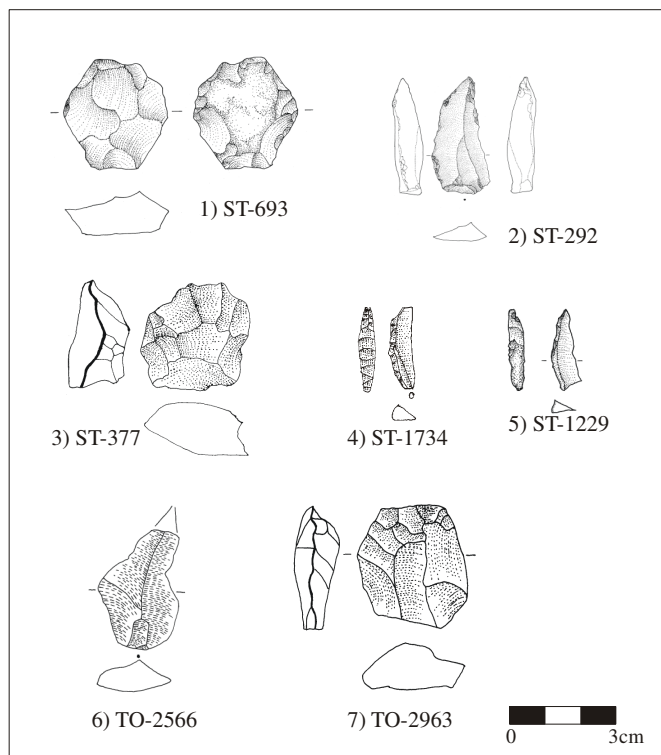 1) ST-693
2) ST-292
3) ST-377
4) ST-1734
5) ST-1229
6) TO-2566
7) TO-2963
0 3cm